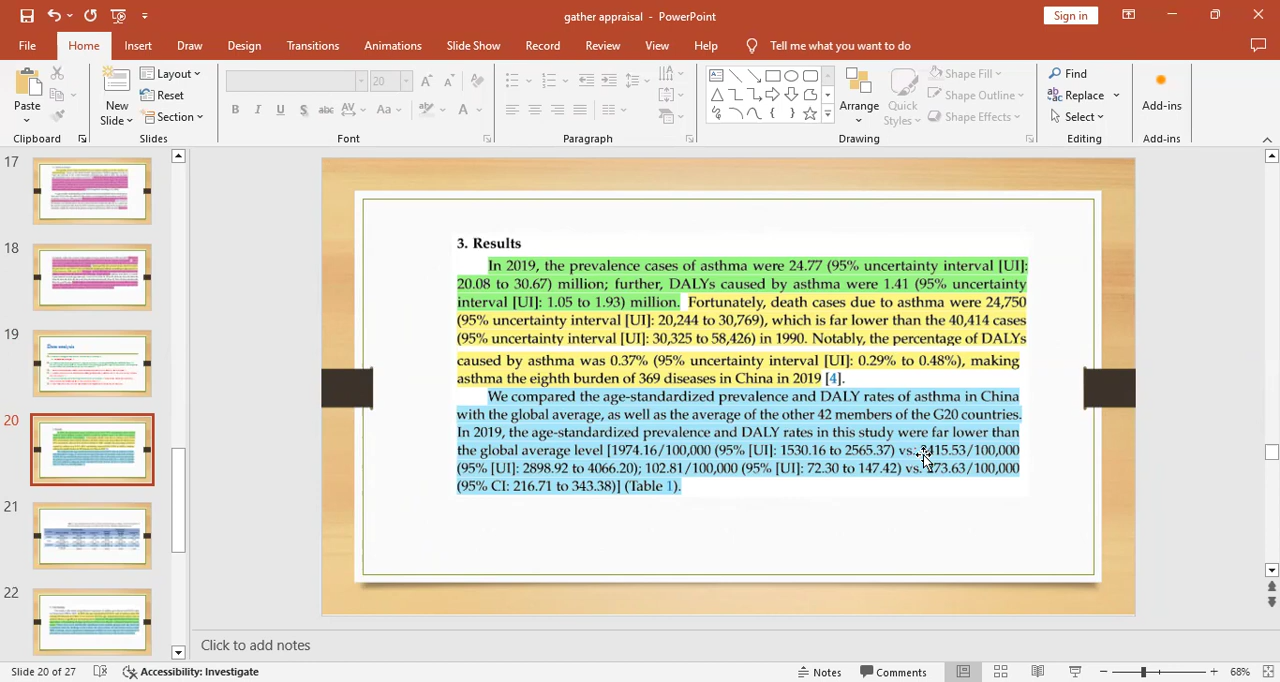 gather appraisal - PowerPoint
Sign in
File Home Insert Draw Design Transitions Animations Slide Show Record Review View Help Tell me what you want to do
Paste
New Slide
Layout
Reset
Section
20
B I U S abc AV Aa A
Arrange
Quick Styles
Shape Fill
Shape Outline
Shape Effects
Find
Replace
Select
Add-ins
Clipboard Slides Font Paragraph Drawing Editing Add-ins
17
18
19
20
21
22
3. Results
In 2019, the prevalence cases of asthma were 24.77 (95% uncertainty interval [UI]:
20.08 to 30.67) million; further, DALYs caused by asthma were 1.41 (95% uncertainty
interval [UI]: 1.05 to 1.93) million. Fortunately, death cases due to asthma were 24,750
(95% uncertainty interval [UI]: 20,244 to 30,769), which is far lower than the 40,414 cases
(95% uncertainty interval [UI]: 30,325 to 58,426) in 1990. Notably, the percentage of DALYs
caused by asthma was 0.37% (95% uncertainty interval [UI]: 0.29% to 0.48%), making
asthma the eighth burden of 369 diseases in China in 2019 [4].
We compared the age-standardized prevalence and DALY rates of asthma in China
with the global average, as well as the average of the other 42 members of the G20 countries.
In 2019, the age-standardized prevalence and DALY rates in this study were far lower than
the global average level [1974.16/100,000 (95% [UI]: 1530.16 to 2565.37) vs.
(95% [UI]: 2898.92 to 4066.20); 102.81/100,000 (95% [UI]: 72.30 to 147.42) vs.
(95% CI: 216.71 to 343.38)] (Table 1).
Click to add notes
Slide 20 of 27 Accessibility: Investigate Notes Comments 68%